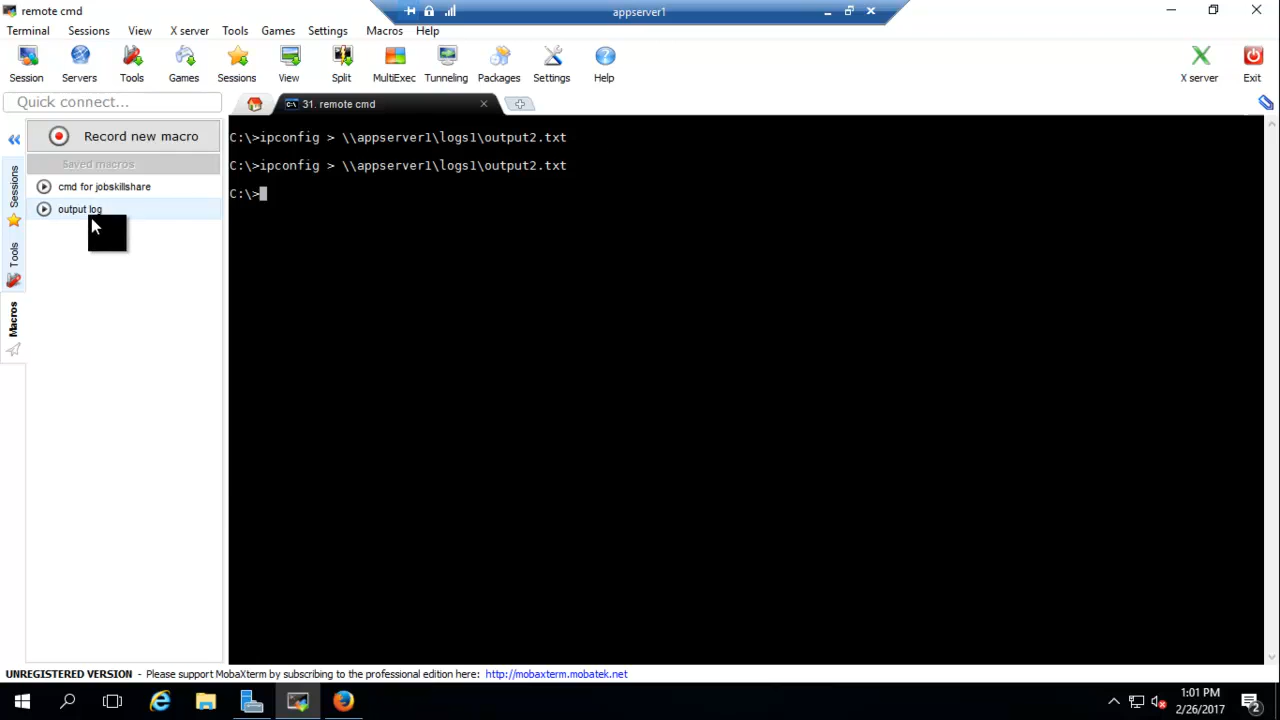 remote cmd
appserver1
Terminal Sessions View X server Tools Games Settings Macros Help
Session Servers Tools Games Sessions View Split MultiExec Tunneling Packages Settings Help X server Exit
Quick connect...
31. remote cmd
Record new macro
Saved macros
cmd for jobskillshare
output log
Sessions
Tools
Macros
C:\>ipconfig > \\appserver1\logs1\output2.txt
C:\>ipconfig > \\appserver1\logs1\output2.txt
C:\>
UNREGISTERED VERSION - Please support MobaXterm by subscribing to the professional edition here: http://mobaxterm.mobatek.net
1:01 PM
2/26/2017
2